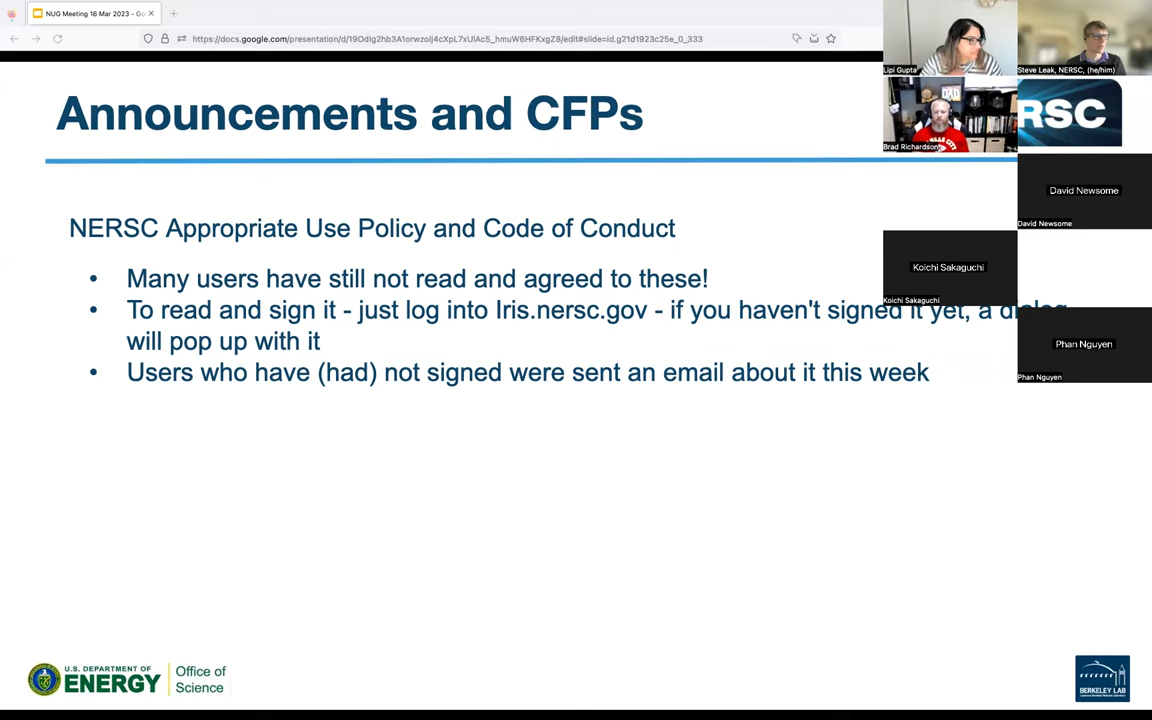 NUG Meeting 16 Mar 2023 - Go
https://docs.google.com/presentation/d/19OdIg2hb3A1orwzoIj4cXpL7xUlAc5_hmuW6HFKxgZ8/edit#slide=id.g21d1923c25e_0_333
Lipi Gupta
Steve Leak, NERSC, (he/him)
DAD
Brad Richardson
RSC
David Newsome
David Newsome
Koichi Sakaguchi
Koichi Sakaguchi
Phan Nguyen
Phan Nguyen
Announcements and CFPs
NERSC Appropriate Use Policy and Code of Conduct
• Many users have still not read and agreed to these!
• To read and sign it - just log into Iris.nersc.gov - if you haven't signed it yet, a dialog
will pop up with it
• Users who have (had) not signed were sent an email about it this week
U.S. DEPARTMENT OF
ENERGY
Office of
Science
BERKELEY LAB